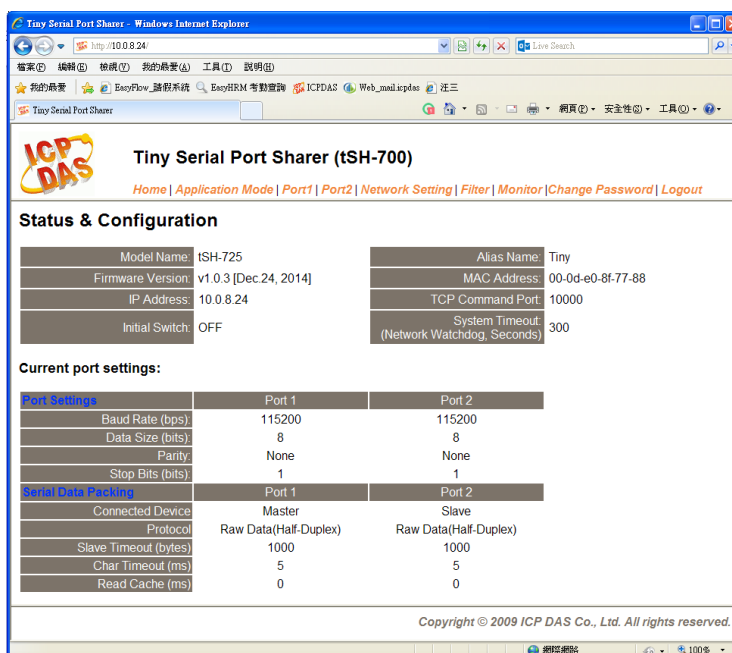 Tiny Serial Port Sharer - Windows Internet Explorer
http://10.0.8.24/
Live Search
檔案(F) 編輯(E) 檢視(V) 我的最愛(A) 工具(T) 說明(H)
我的最愛 EasyFlow_請假系統 EasyHRM 考勤查詢 ICPDAS Web_mail.icpdas 汪三
Tiny Serial Port Sharer
網頁(P) 安全性(S) 工具(O)
ICP DAS
Tiny Serial Port Sharer (tSH-700)
Home | Application Mode | Port1 | Port2 | Network Setting | Filter | Monitor |Change Password | Logout
Status & Configuration
Model Name: tSH-725 Alias Name: Tiny
Firmware Version: v1.0.3 [Dec.24, 2014] MAC Address: 00-0d-e0-8f-77-88
IP Address: 10.0.8.24 TCP Command Port: 10000
Initial Switch: OFF System Timeout: (Network Watchdog, Seconds) 300
Current port settings:
Port Settings Port 1 Port 2
Baud Rate (bps): 115200 115200
Data Size (bits): 8 8
Parity: None None
Stop Bits (bits): 1 1
Serial Data Packing Port 1 Port 2
Connected Device Master Slave
Protocol Raw Data(Half-Duplex) Raw Data(Half-Duplex)
Slave Timeout (bytes) 1000 1000
Char Timeout (ms) 5 5
Read Cache (ms) 0 0
Copyright © 2009 ICP DAS Co., Ltd. All rights reserved.
網際網路 100%